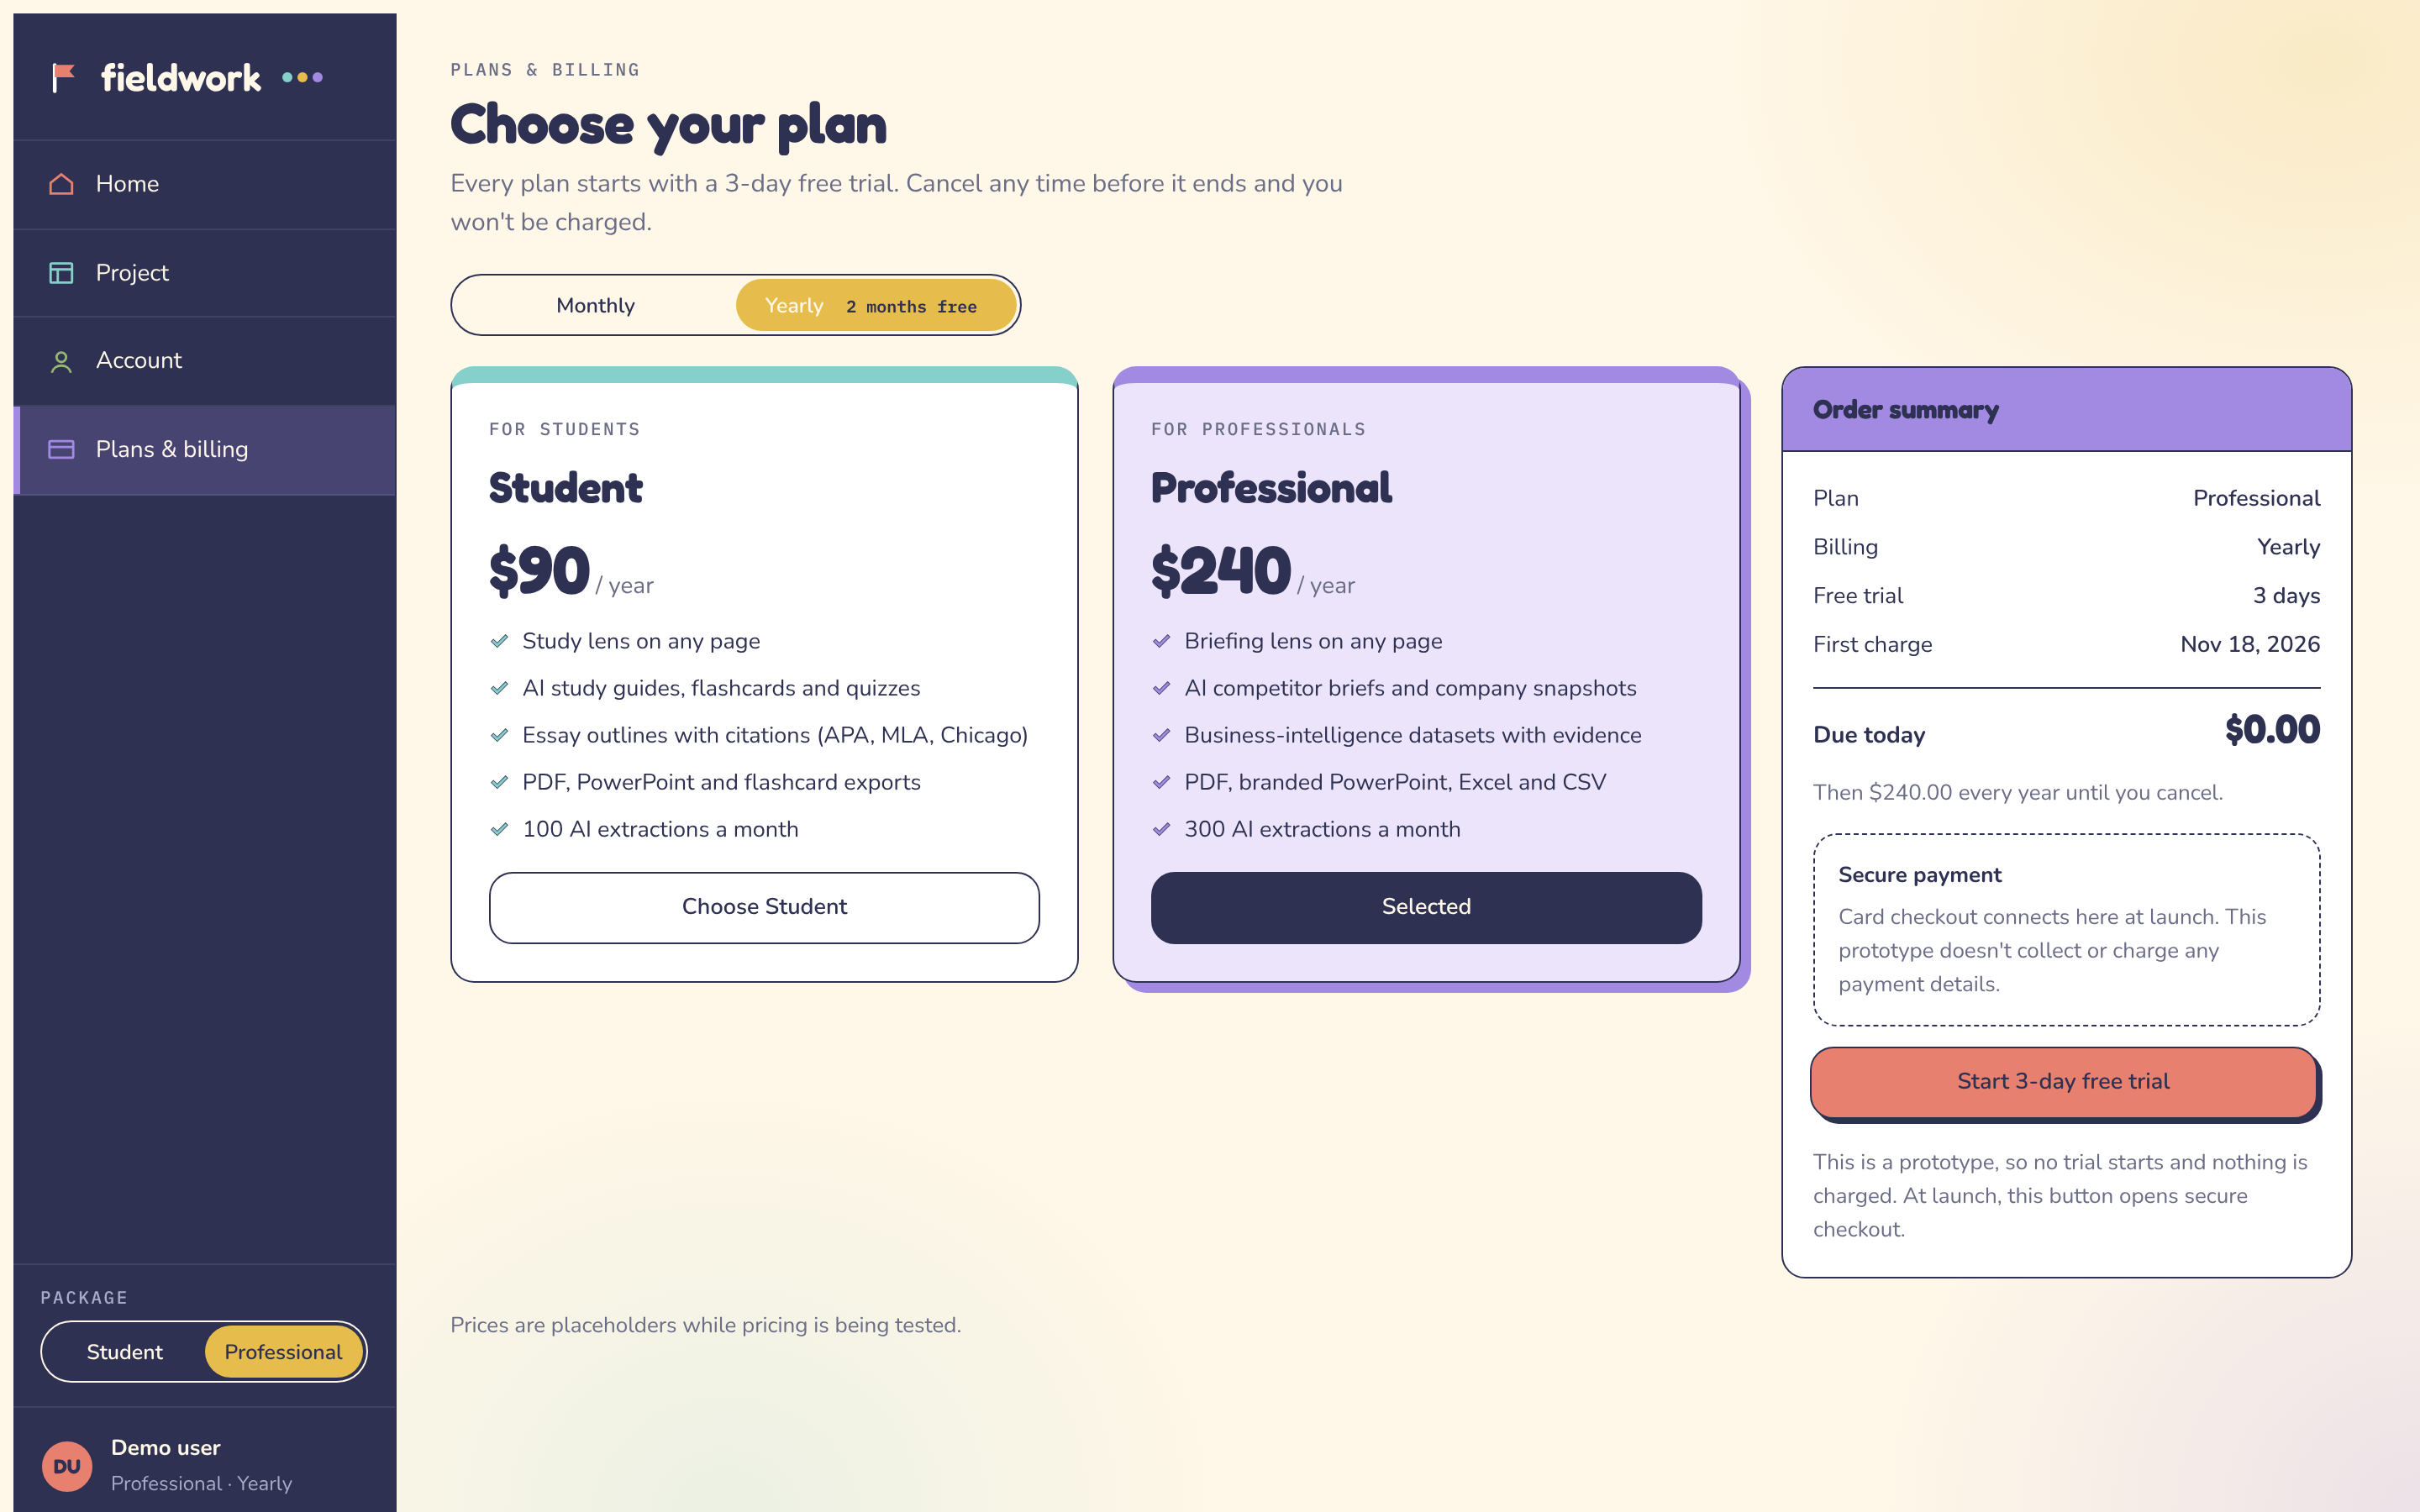 fieldwork
Home
Project
Account
Plans & billing
PACKAGE
Student
Professional
DU
Demo user
Professional · Yearly
PLANS & BILLING
Choose your plan
Every plan starts with a 3-day free trial. Cancel any time before it ends and you
won't be charged.
Monthly
Yearly 2 months free
FOR STUDENTS
Student
$90 / year
Study lens on any page
AI study guides, flashcards and quizzes
Essay outlines with citations (APA, MLA, Chicago)
PDF, PowerPoint and flashcard exports
100 AI extractions a month
Choose Student
FOR PROFESSIONALS
Professional
$240 / year
Briefing lens on any page
AI competitor briefs and company snapshots
Business-intelligence datasets with evidence
PDF, branded PowerPoint, Excel and CSV
300 AI extractions a month
Selected
Order summary
Plan Professional
Billing Yearly
Free trial 3 days
First charge Nov 18, 2026
Due today $0.00
Then $240.00 every year until you cancel.
Secure payment
Card checkout connects here at launch. This
prototype doesn't collect or charge any
payment details.
Start 3-day free trial
This is a prototype, so no trial starts and nothing is
charged. At launch, this button opens secure
checkout.
Prices are placeholders while pricing is being tested.